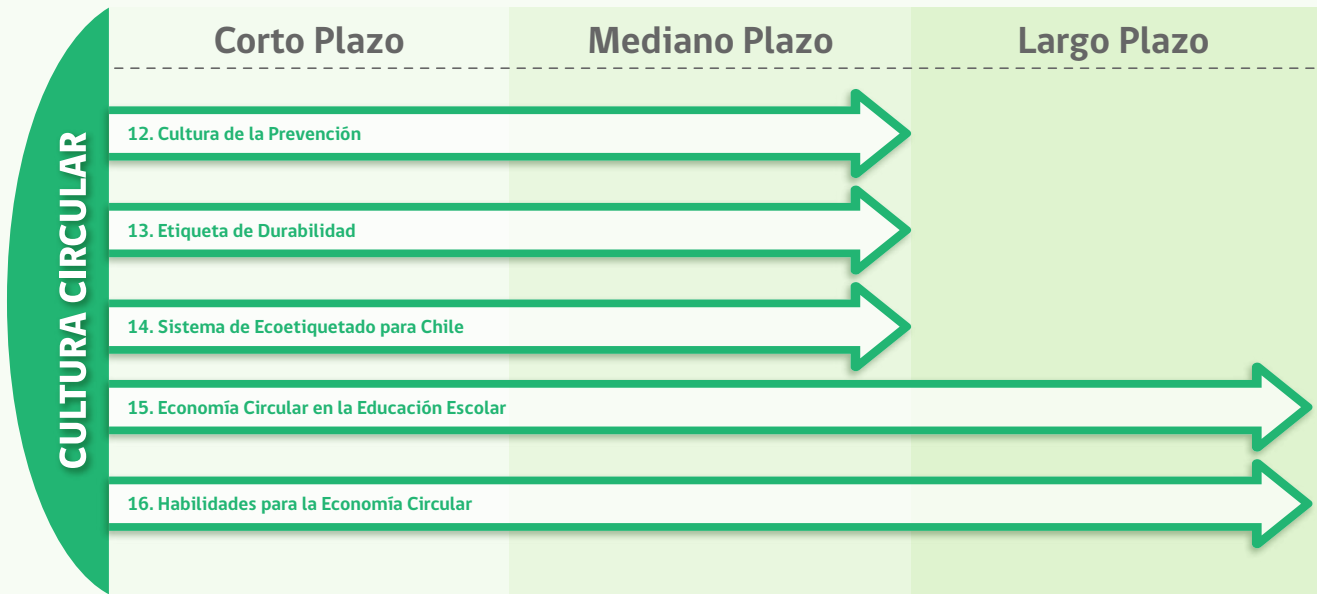 Corto Plazo
Mediano Plazo
Largo Plazo
CULTURA CIRCULAR
12. Cultura de la Prevención
13. Etiqueta de Durabilidad
14. Sistema de Ecoetiquetado para Chile
15. Economía Circular en la Educación Escolar
16. Habilidades para la Economía Circular